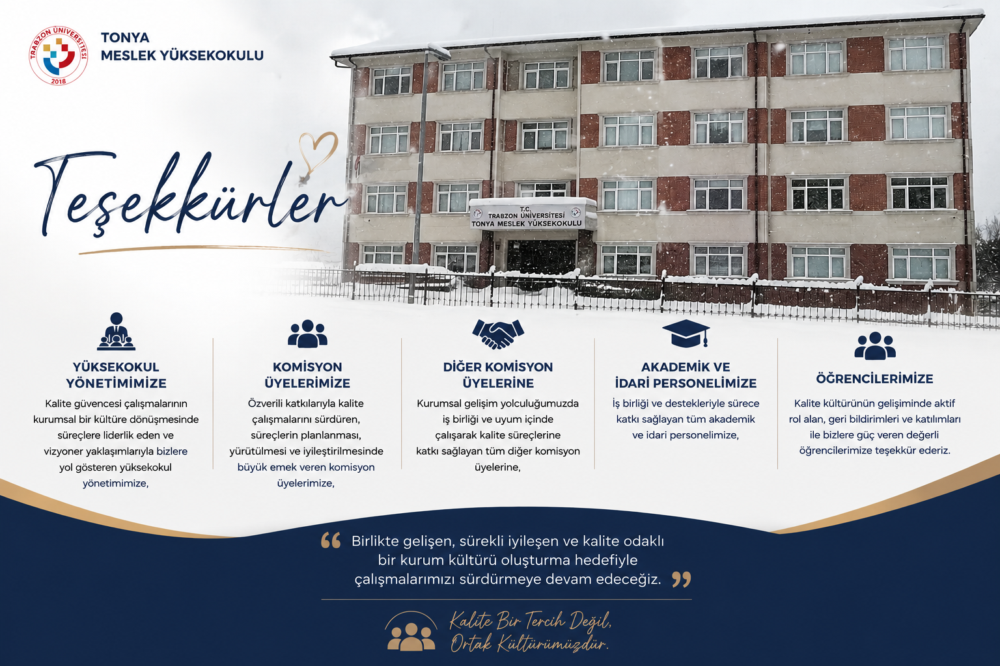 TRABZON ÜNİVERSİTESİ
2018
TONYA
MESLEK YÜKSEKOKULU
Teşekkürler
T.C.
TRABZON ÜNİVERSİTESİ
TONYA MESLEK YÜKSEKOKULU
YÜKSEKOKUL
YÖNETİMİMİZE
Kalite güvencesi çalışmalarının
kurumsal bir kültüre dönüşmesinde
süreçlere liderlik eden ve
vizyoner yaklaşımlarıyla bizlere
yol gösteren yüksekokul
yönetimimize,
KOMİSYON
ÜYELERİMİZE
Özverili katkılarıyla kalite
çalışmalarını sürdüren,
süreçlerin planlanması,
yürütülmesi ve iyileştirilmesinde
büyük emek veren komisyon
üyelerimize,
DİĞER KOMİSYON
ÜYELERİNE
Kurumsal gelişim yolculuğumuzda
iş birliği ve uyum içinde
çalışarak kalite süreçlerine
katkı sağlayan tüm diğer komisyon
üyelerine,
AKADEMİK VE
İDARİ PERSONELİMİZE
İş birliği ve destekleriyle sürece
katkı sağlayan tüm akademik
ve idari personelimize,
ÖĞRENCİLERİMİZE
Kalite kültürünün gelişiminde aktif
rol alan, geri bildirimleri ve katılımları
ile bizlere güç veren değerli
öğrencilerimize teşekkür ederiz.
“ Birlikte gelişen, sürekli iyileşen ve kalite odaklı
bir kurum kültürü oluşturma hedefiyle
çalışmalarımızı sürdürmeye devam edeceğiz. ”
Kalite Bir Tercih Değil,
Ortak Kültürümüzdür.